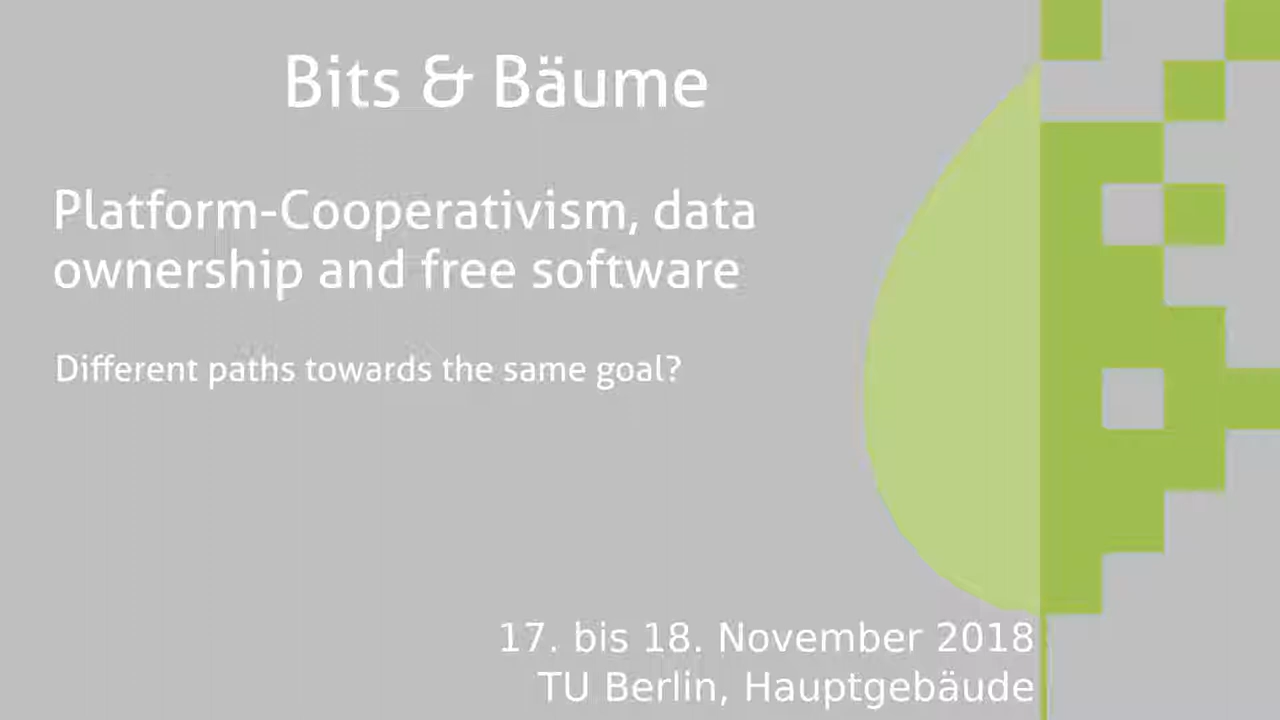 Bits & Bäume
Platform-Cooperativism, data
ownership and free software
Different paths towards the same goal?
17. bis 18. November 2018
TU Berlin, Hauptgebäude